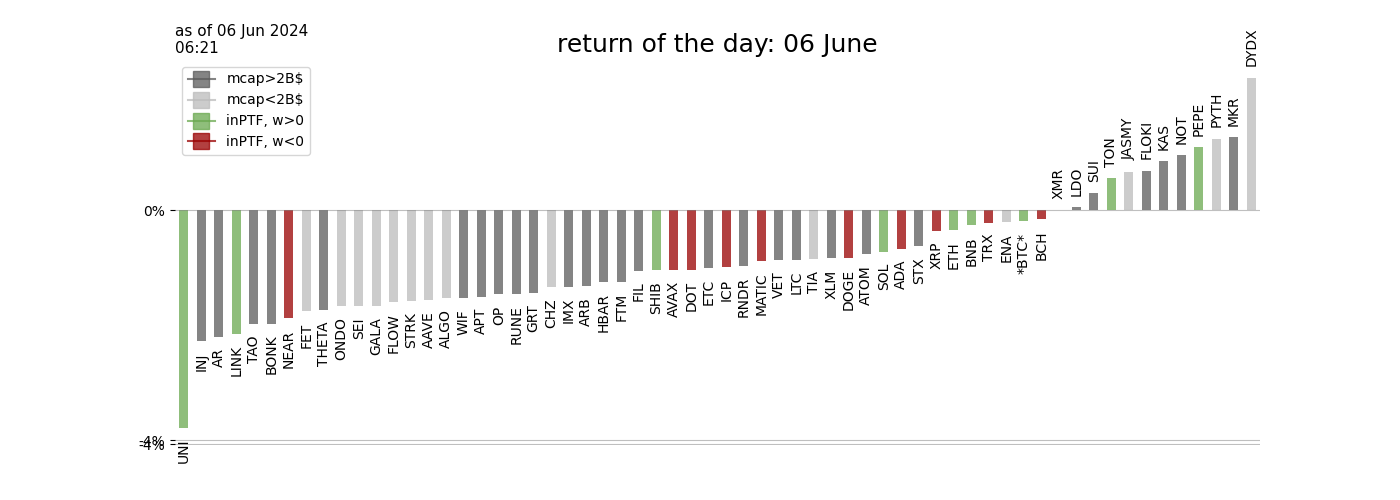 as of 06 Jun 2024
06:21
return of the day: 06 June
mcap>2B$
mcap<2B$
inPTF, w>0
inPTF, w<0
0%
-4%
-4%
UNI
INJ
AR
LINK
TAO
BONK
NEAR
FET
THETA
ONDO
SEI
GALA
FLOW
STRK
AAVE
ALGO
WIF
APT
OP
RUNE
GRT
CHZ
IMX
ARB
HBAR
FTM
FIL
SHIB
AVAX
DOT
ETC
ICP
RNDR
MATIC
VET
LTC
TIA
XLM
DOGE
ATOM
SOL
ADA
STX
XRP
ETH
BNB
TRX
ENA
*BTC*
BCH
XMR
LDO
SUI
TON
JASMY
FLOKI
KAS
NOT
PEPE
PYTH
MKR
DYDX